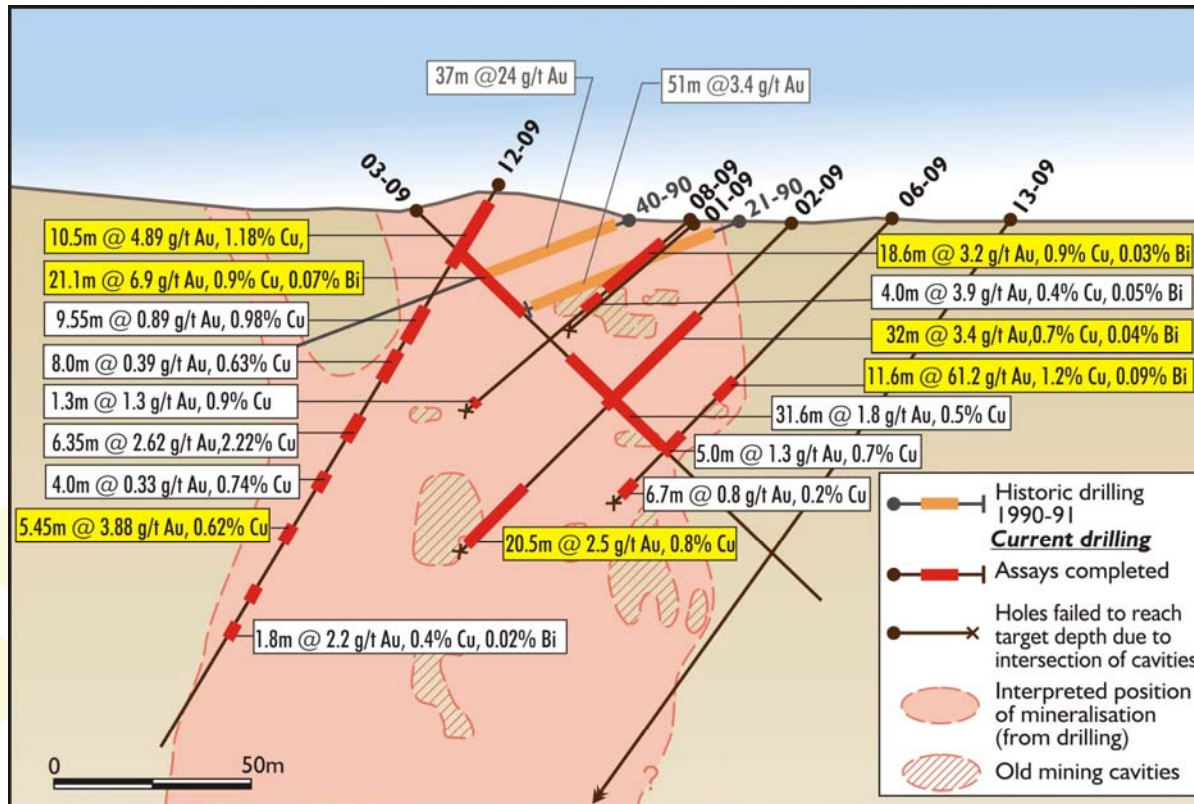 37m @24 g/t Au
51m @3.4 g/t Au
03-09
12-09
40-90
08-09
01-09
21-90
02-09
06-09
13-09
10.5m @ 4.89 g/t Au, 1.18% Cu,
21.1m @ 6.9 g/t Au, 0.9% Cu, 0.07% Bi
9.55m @ 0.89 g/t Au, 0.98% Cu
8.0m @ 0.39 g/t Au, 0.63% Cu
1.3m @ 1.3 g/t Au, 0.9% Cu
6.35m @ 2.62 g/t Au,2.22% Cu
4.0m @ 0.33 g/t Au, 0.74% Cu
5.45m @ 3.88 g/t Au, 0.62% Cu
1.8m @ 2.2 g/t Au, 0.4% Cu, 0.02% Bi
18.6m @ 3.2 g/t Au, 0.9% Cu, 0.03% Bi
4.0m @ 3.9 g/t Au, 0.4% Cu, 0.05% Bi
32m @ 3.4 g/t Au,0.7% Cu, 0.04% Bi
11.6m @ 61.2 g/t Au, 1.2% Cu, 0.09% Bi
31.6m @ 1.8 g/t Au, 0.5% Cu
5.0m @ 1.3 g/t Au, 0.7% Cu
6.7m @ 0.8 g/t Au, 0.2% Cu
20.5m @ 2.5 g/t Au, 0.8% Cu
Historic drilling
1990-91
Current drilling
Assays completed
Holes failed to reach
target depth due to
intersection of cavities
Interpreted position
of mineralisation
(from drilling)
Old mining cavities
0 50m
?